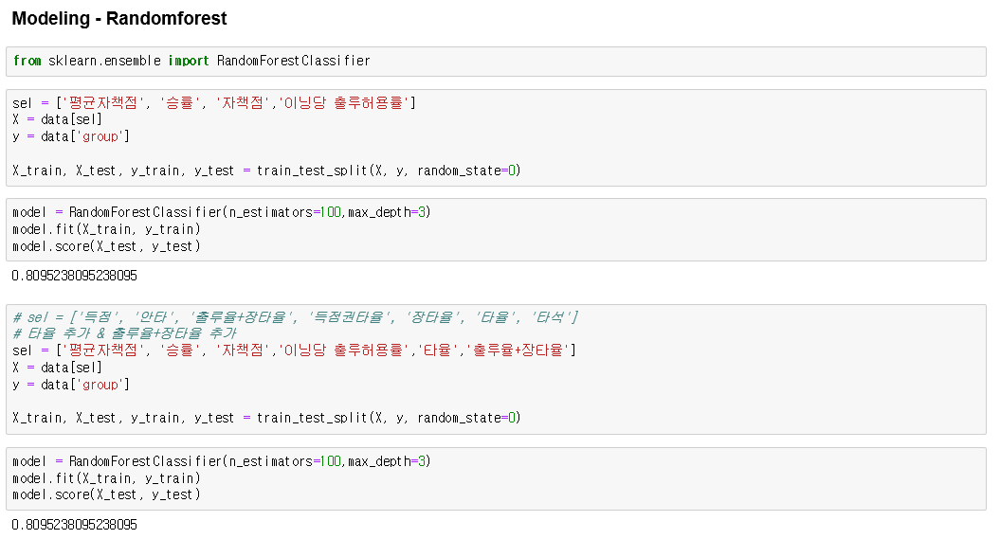 Modeling - Randomforest
from sklearn.ensemble import RandomForestClassifier
sel = ['평균자책점', '승률', '자책점','이닝당 출루허용률']
X = data[sel]
y = data['group']
X_train, X_test, y_train, y_test = train_test_split(X, y, random_state=0)
model = RandomForestClassifier(n_estimators=100,max_depth=3)
model.fit(X_train, y_train)
model.score(X_test, y_test)
0.8095238095238095
# sel = ['득점', '안타', '출루율+장타율', '득점권타율', '장타율', '타율', '타석']
# 타율 추가 & 출루율+장타율 추가
sel = ['평균자책점', '승률', '자책점','이닝당 출루허용률','타율','출루율+장타율']
X = data[sel]
y = data['group']
X_train, X_test, y_train, y_test = train_test_split(X, y, random_state=0)
model = RandomForestClassifier(n_estimators=100,max_depth=3)
model.fit(X_train, y_train)
model.score(X_test, y_test)
0.8095238095238095